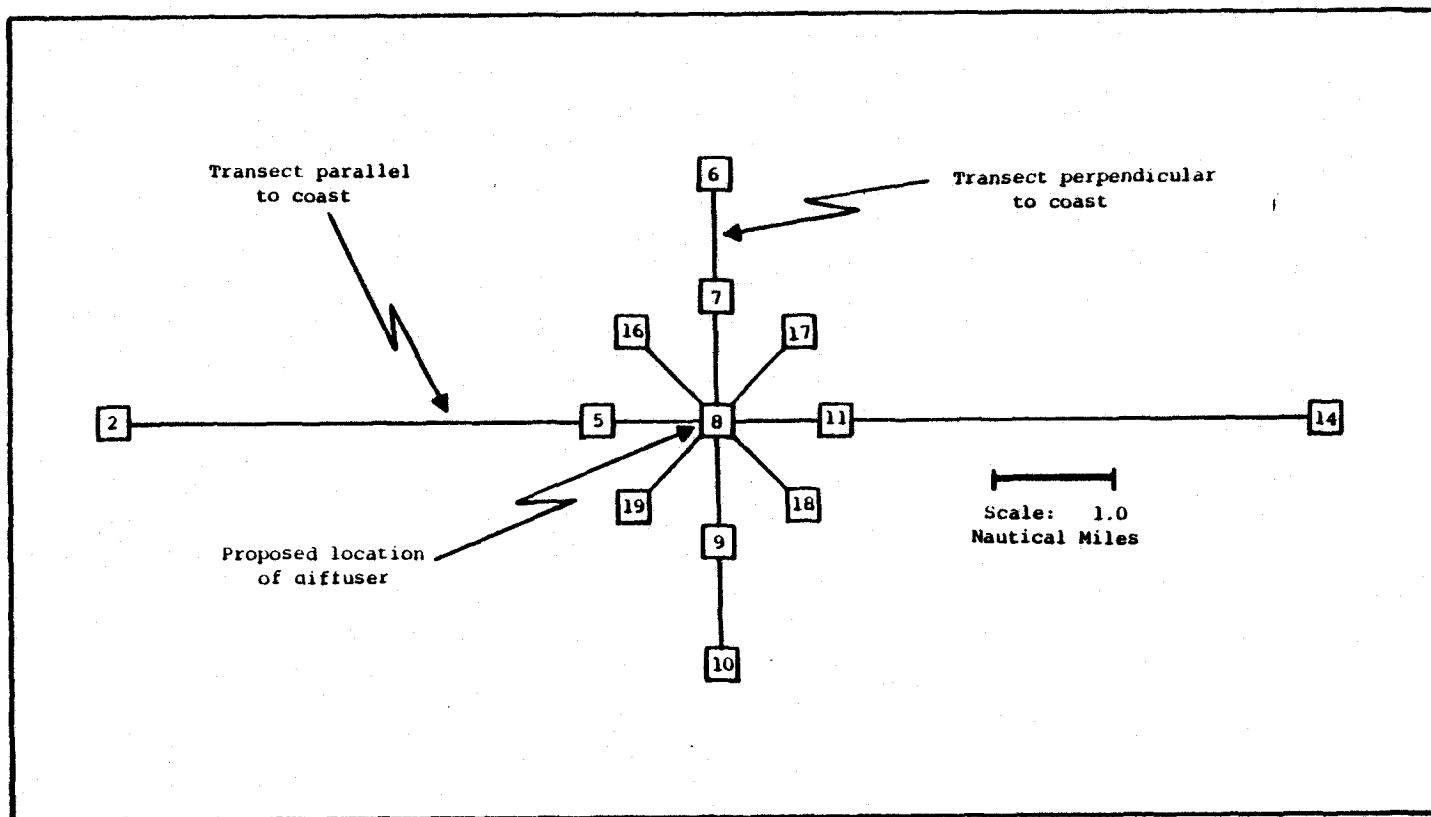 Transect parallel
to coast
6
Transect perpendicular
to coast
7
16
17
2
5
8
11
14
19
18
Scale: 1.0
Nautical Miles
9
Proposed location
of diftuser
10